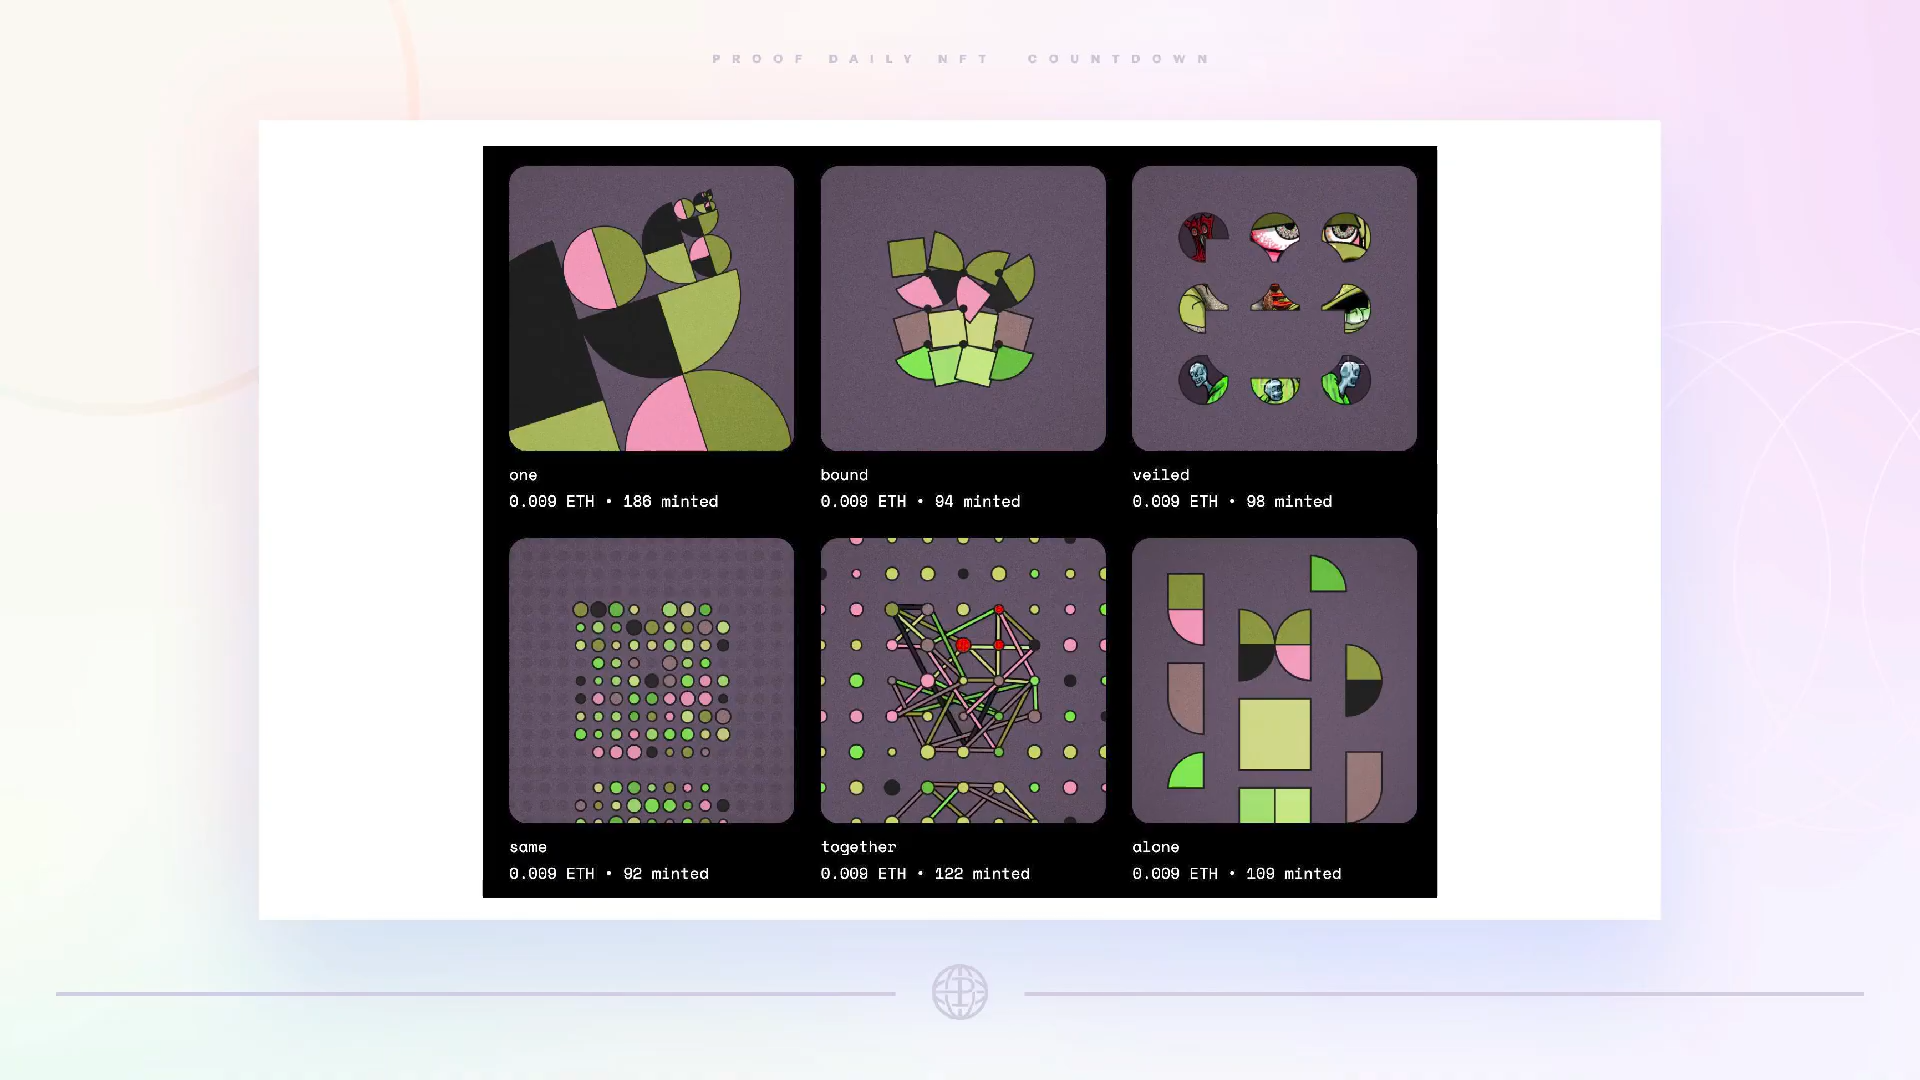 PROOF DAILY NFT COUNTDOWN
one
0.009 ETH • 186 minted
bound
0.009 ETH • 94 minted
veiled
0.009 ETH • 98 minted
same
0.009 ETH • 92 minted
together
0.009 ETH • 122 minted
alone
0.009 ETH • 109 minted
P